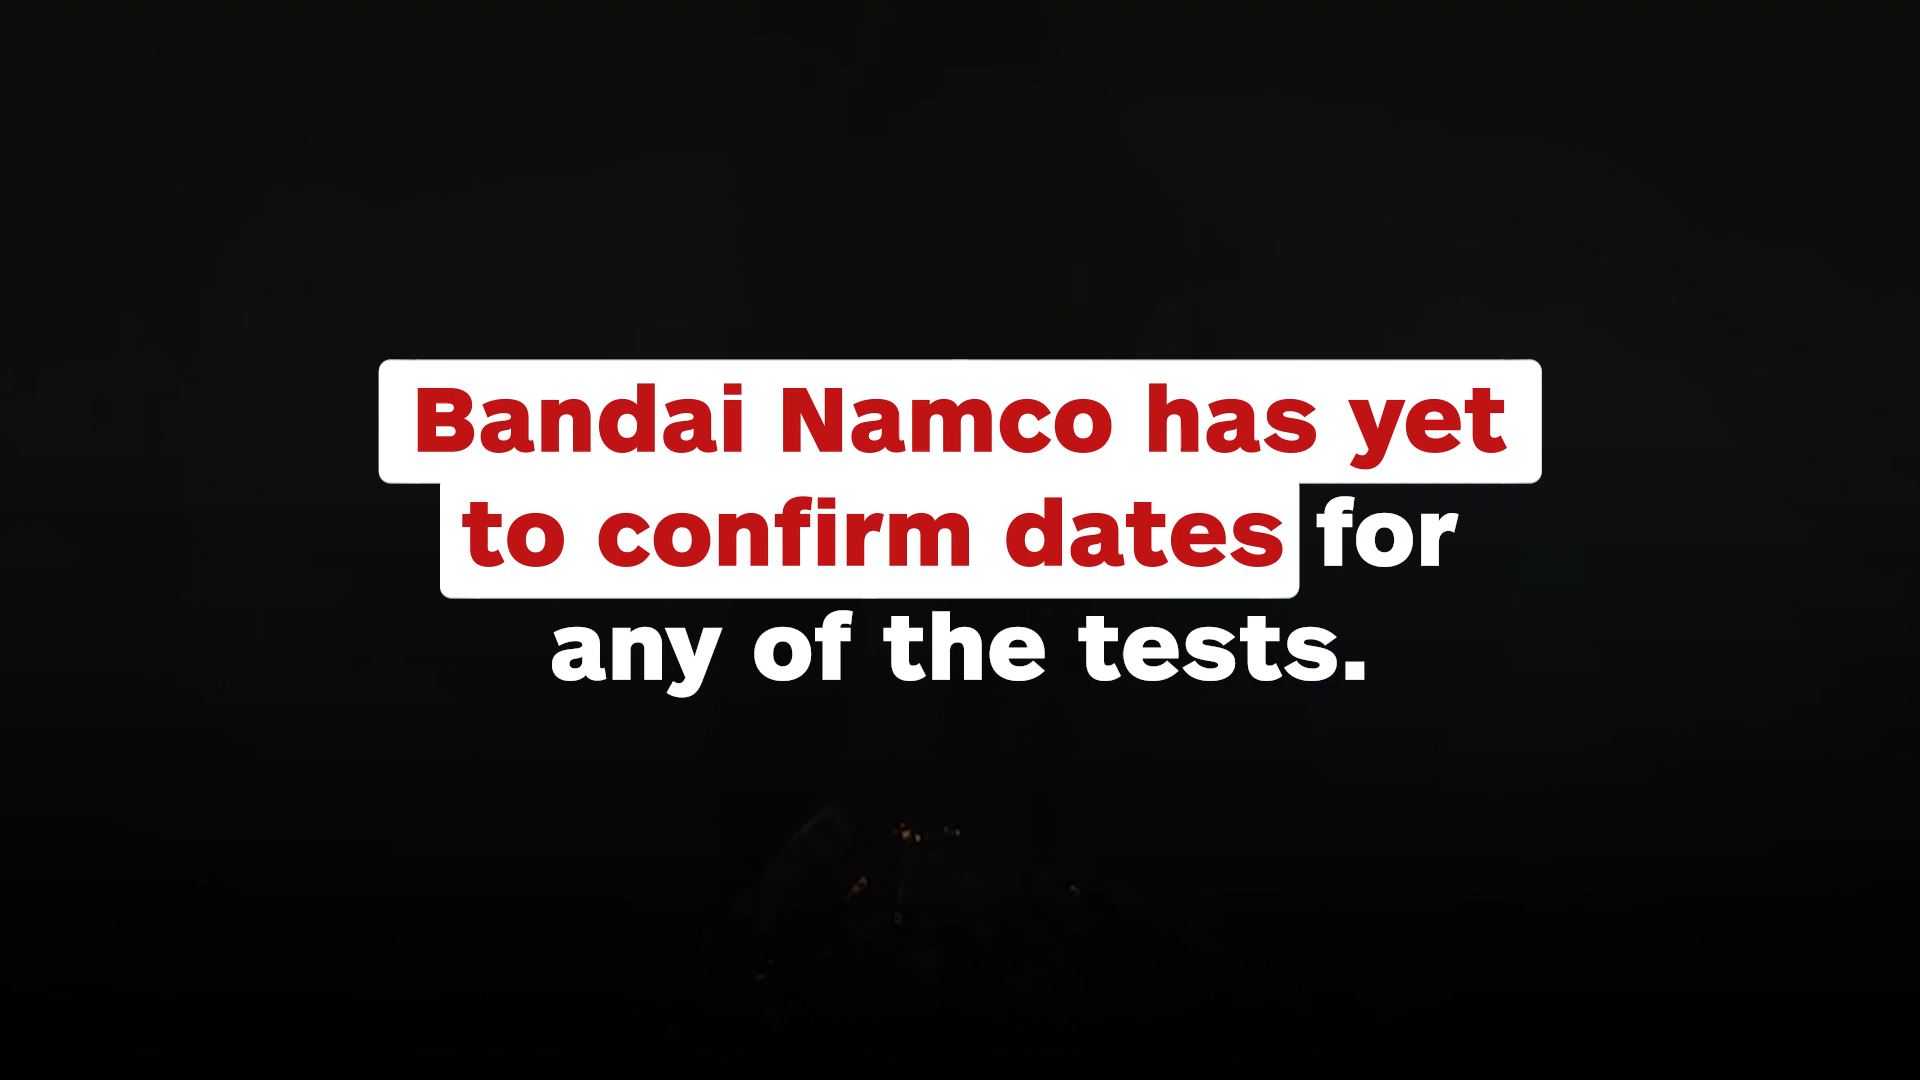 Bandai Namco has yet
to confirm dates for
any of the tests.